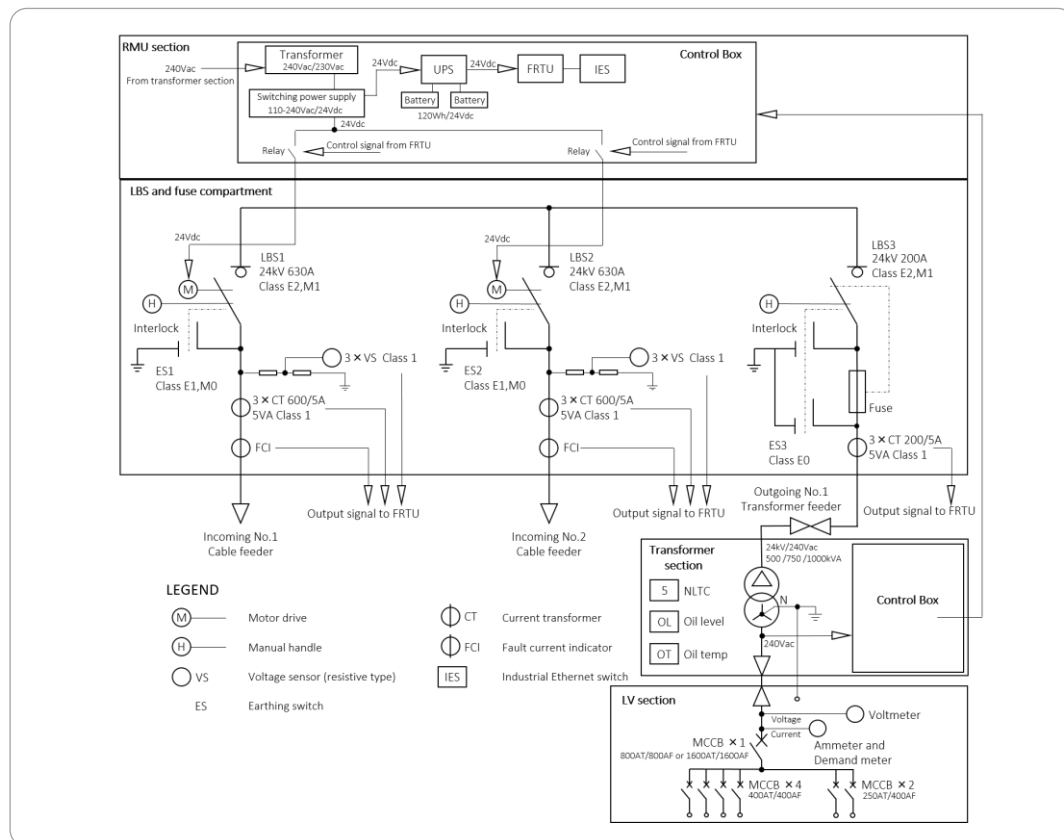 RMU section
Control Box
Transformer
240Vac/230Vac
240Vac
From transformer section
24Vdc
UPS
24Vdc
FRTU
IES
Switching power supply
110-240Vac/24Vdc
Battery
Battery
120Wh/24Vdc
24Vdc
Relay
Control signal from FRTU
Relay
Control signal from FRTU
LBS and fuse compartment
24Vdc
LBS1
24kV 630A
Class E2,M1
M
H
Interlock
ES1
Class E1,M0
3 × VS Class 1
3 × CT 600/5A
5VA Class 1
FCI
Output signal to FRTU
Incoming No.1
Cable feeder
24Vdc
LBS2
24kV 630A
Class E2,M1
M
H
Interlock
ES2
Class E1,M0
3 × VS Class 1
3 × CT 600/5A
5VA Class 1
FCI
Output signal to FRTU
Incoming No.2
Cable feeder
LBS3
24kV 200A
Class E2,M1
H
Interlock
Fuse
ES3
Class E0
3 × CT 200/5A
5VA Class 1
Output signal to FRTU
Outgoing No.1
Transformer feeder
Transformer
section
24kV/240Vac
500 /750 /1000kVA
5 NLTC
OL Oil level
OT Oil temp
N
240Vac
Control Box
LV section
Voltage
Current
Voltmeter
Ammeter and
Demand meter
MCCB × 1
800AT/800AF or 1600AT/1600AF
MCCB × 4
400AT/400AF
MCCB × 2
250AT/400AF
LEGEND
M Motor drive
H Manual handle
VS Voltage sensor (resistive type)
ES Earthing switch
CT Current transformer
FCI Fault current indicator
IES Industrial Ethernet switch